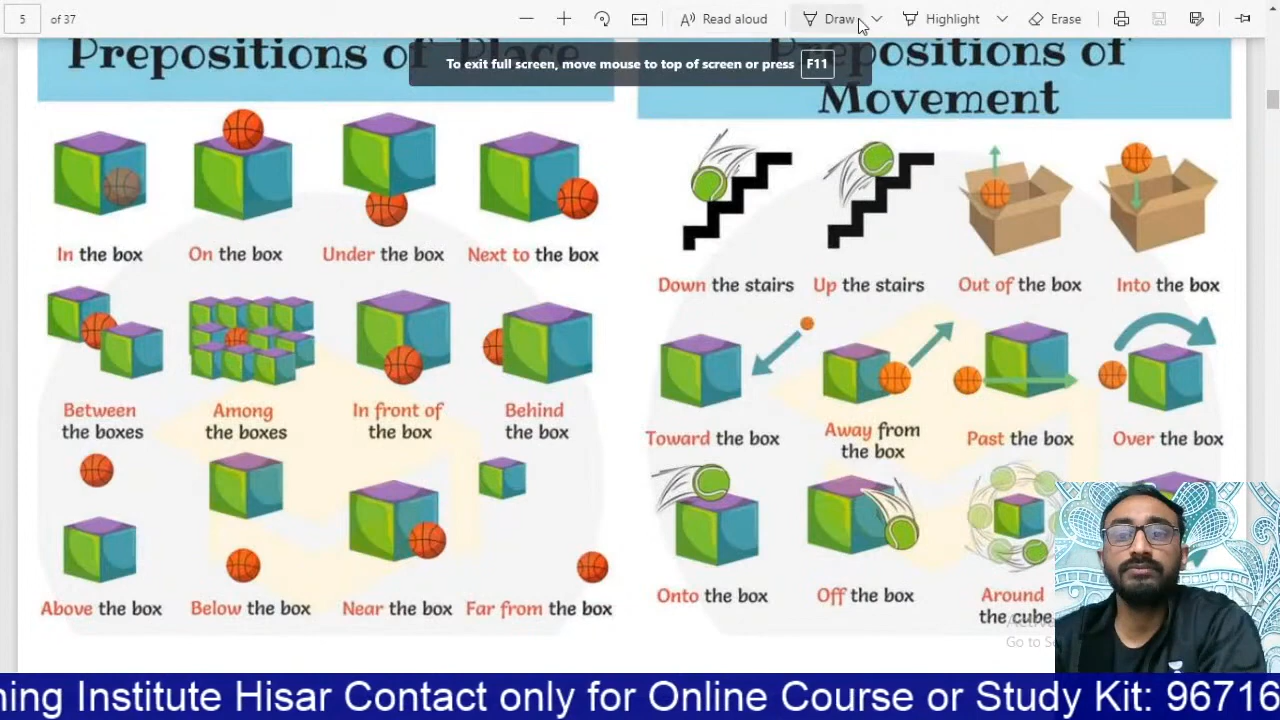 5 of 37 Read aloud Draw Highlight Erase
To exit full screen, move mouse to top of screen or press F11
Prepositions of Place
In the box
On the box
Under the box
Next to the box
Between the boxes
Among the boxes
In front of the box
Behind the box
Above the box
Below the box
Near the box
Far from the box
Prepositions of
Movement
Down the stairs
Up the stairs
Out of the box
Into the box
Toward the box
Away from
the box
Past the box
Over the box
Onto the box
Off the box
Around
the cube
Go to
ning Institute Hisar Contact only for Online Course or Study Kit: 96716